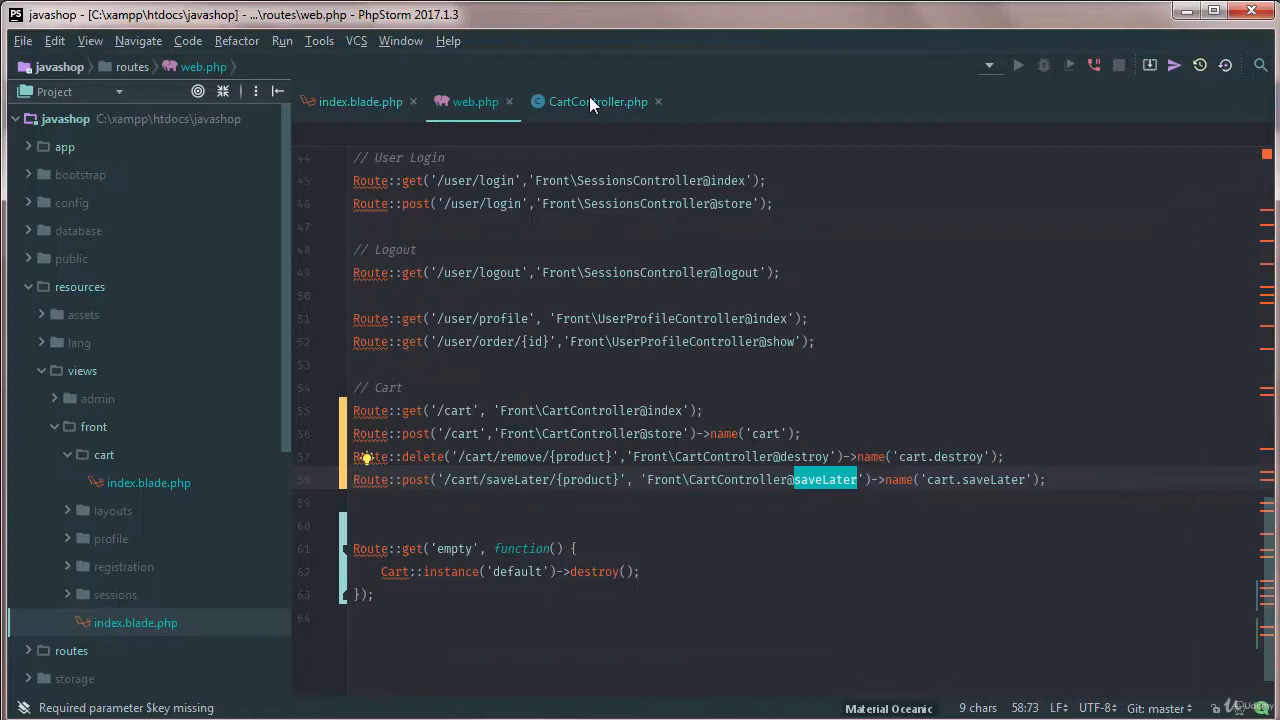 javashop - [C:\xampp\htdocs\javashop] - ...\routes\web.php - PhpStorm 2017.1.3
File Edit View Navigate Code Refactor Run Tools VCS Window Help
javashop routes web.php
Project
index.blade.php × web.php × CartController.php ×
javashop C:\xampp\htdocs\javashop
app
bootstrap
config
database
public
resources
assets
lang
views
admin
front
cart
index.blade.php
layouts
profile
registration
sessions
index.blade.php
routes
storage
44 // User Login
45 Route::get('/user/login','Front\SessionsController@index');
46 Route::post('/user/login','Front\SessionsController@store');
47
48 // Logout
49 Route::get('/user/logout','Front\SessionsController@logout');
50
51 Route::get('/user/profile', 'Front\UserProfileController@index');
52 Route::get('/user/order/{id}','Front\UserProfileController@show');
53
54 // Cart
55 Route::get('/cart', 'Front\CartController@index');
56 Route::post('/cart','Front\CartController@store')->name('cart');
57 Route::delete('/cart/remove/{product}','Front\CartController@destroy')->name('cart.destroy');
58 Route::post('/cart/saveLater/{product}', 'Front\CartController@saveLater')->name('cart.saveLater');
59
60
61 Route::get('empty', function() {
62 Cart::instance('default')->destroy();
63 });
64
Required parameter $key missing
Material Oceanic 9 chars 58:73 LF÷ UTF-8÷ Git: master÷
Udemy